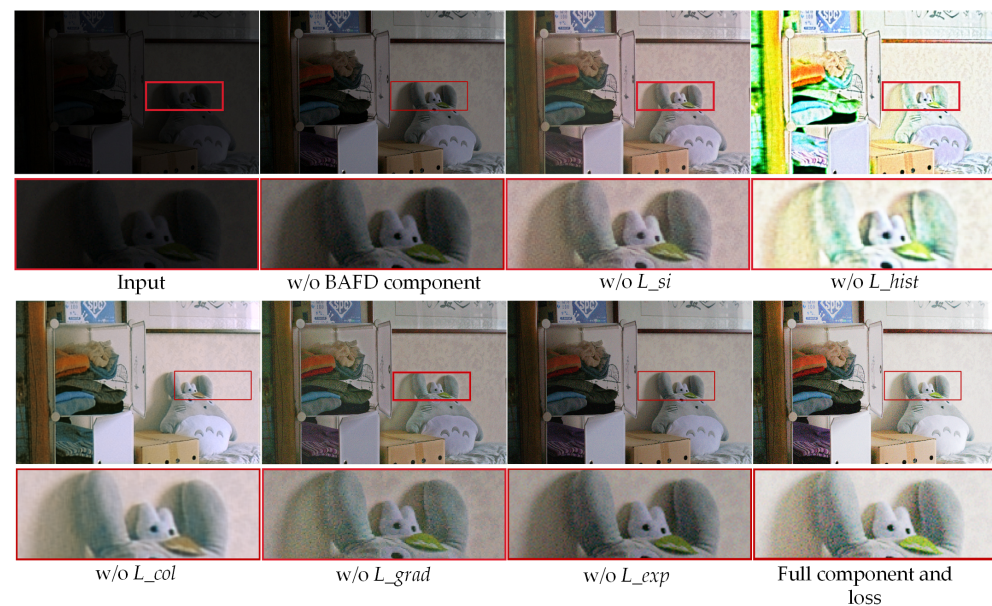 Input
w/o BAFD component
w/o L_si
w/o L_hist
w/o L_col
w/o L_grad
w/o L_exp
Full component and
loss